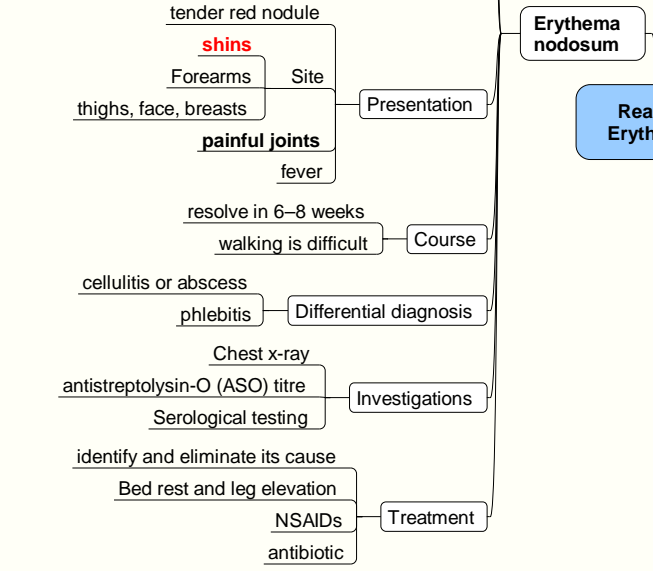 tender red nodule
shins
Forearms
Site
thighs, face, breasts
painful joints
fever
Presentation
Erythema
nodosum
resolve in 6–8 weeks
walking is difficult
Course
cellulitis or abscess
phlebitis
Differential diagnosis
Chest x-ray
antistreptolysin-O (ASO) titre
Serological testing
Investigations
identify and eliminate its cause
Bed rest and leg elevation
NSAIDs
antibiotic
Treatment